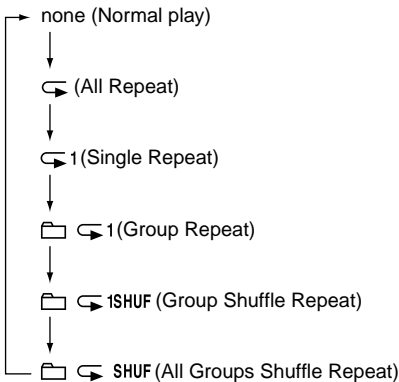 none (Normal play)
(All Repeat)
1 (Single Repeat)
1 (Group Repeat)
1SHUF (Group Shuffle Repeat)
SHUF (All Groups Shuffle Repeat)